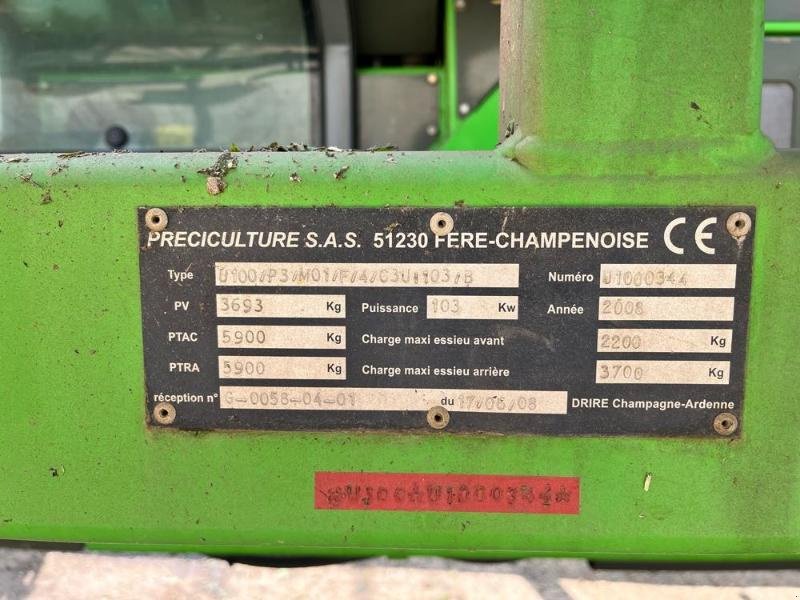 PRECICULTURE S.A.S. 51230 FERE-CHAMPENOISE CE
Type U100/P3/M01/F/4/C3U/103/B Numéro U1000344
PV 3693 Kg Puissance 103 Kw Année 2008
PTAC 5900 Kg Charge maxi essieu avant 2200 Kg
PTRA 5900 Kg Charge maxi essieu arrière 3700 Kg
réception n° G-0058-04-01 du 17/06/08 DRIRE Champagne-Ardenne